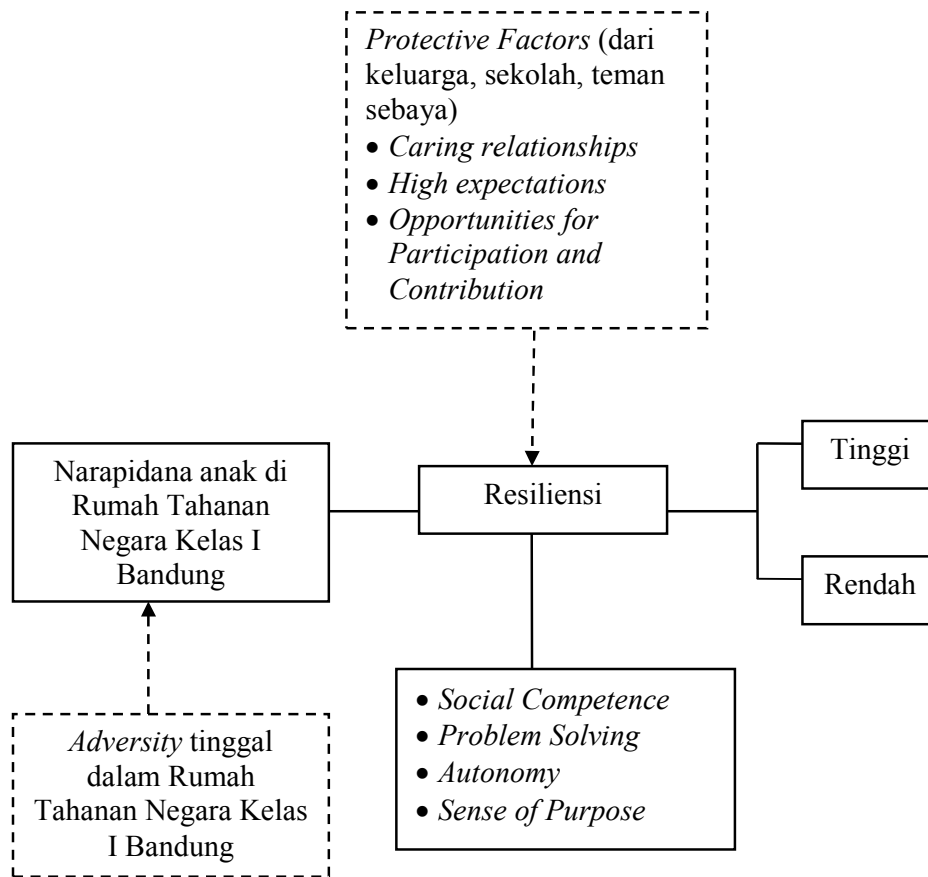 Protective Factors (dari
keluarga, sekolah, teman
sebaya)
• Caring relationships
• High expectations
• Opportunities for
Participation and
Contribution
Narapidana anak di
Rumah Tahanan
Negara Kelas I
Bandung
Resiliensi
Tinggi
Rendah
Adversity tinggal
dalam Rumah
Tahanan Negara Kelas
I Bandung
• Social Competence
• Problem Solving
• Autonomy
• Sense of Purpose